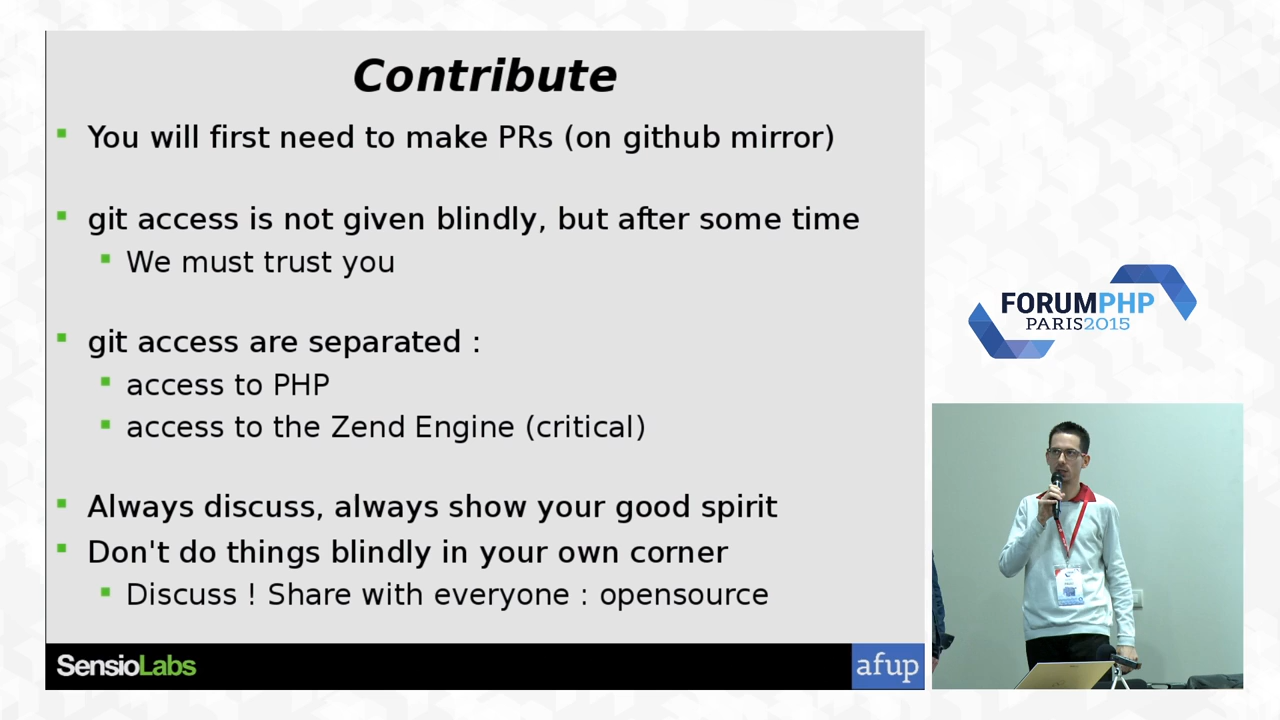 Contribute
You will first need to make PRs (on github mirror)
git access is not given blindly, but after some time
We must trust you
git access are separated :
access to PHP
access to the Zend Engine (critical)
Always discuss, always show your good spirit
Don't do things blindly in your own corner
Discuss ! Share with everyone : opensource
SensioLabs
afup
FORUMPHP
PARIS2015